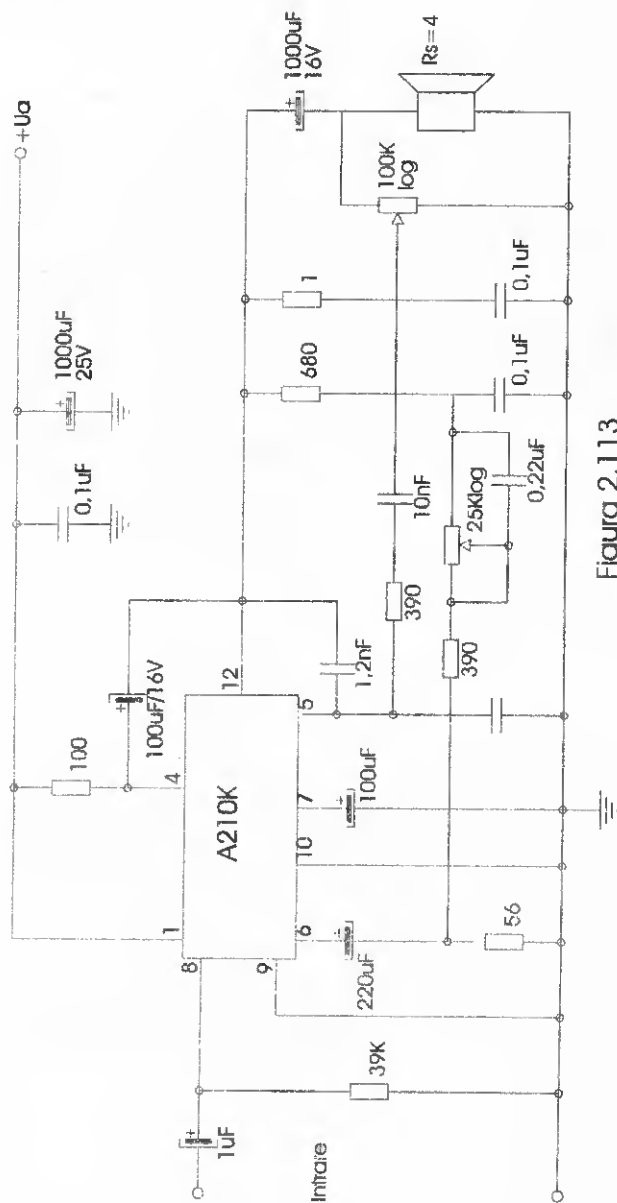 +Ua
1000uF
25V
0,1uF
1000uF
16V
Rs=4
100K
log
1
0,1uF
680
0,1uF
10nF
25Klog
0,22uF
390
390
100uF/16V
100
12
1,2nF
4
5
A210K
7
100uF
10
1
6
220uF
56
8
9
39K
1uF
Intrare
Figura 2.113